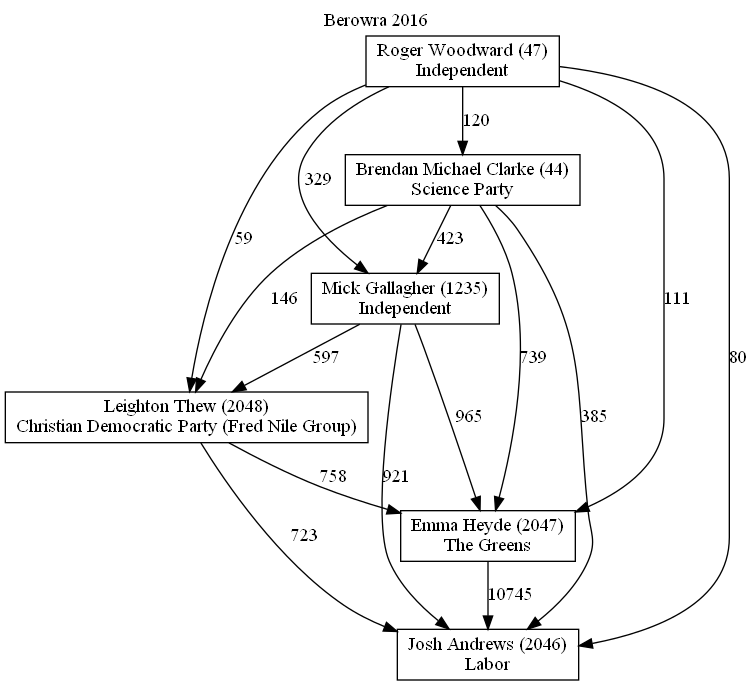 Berowra 2016
Roger Woodward (47)
Independent
120
Brendan Michael Clarke (44)
Science Party
329
59
423
146
Mick Gallagher (1235)
Independent
111
597
739
80
Leighton Thew (2048)
Christian Democratic Party (Fred Nile Group)
965
385
758
921
Emma Heyde (2047)
The Greens
723
10745
Josh Andrews (2046)
Labor